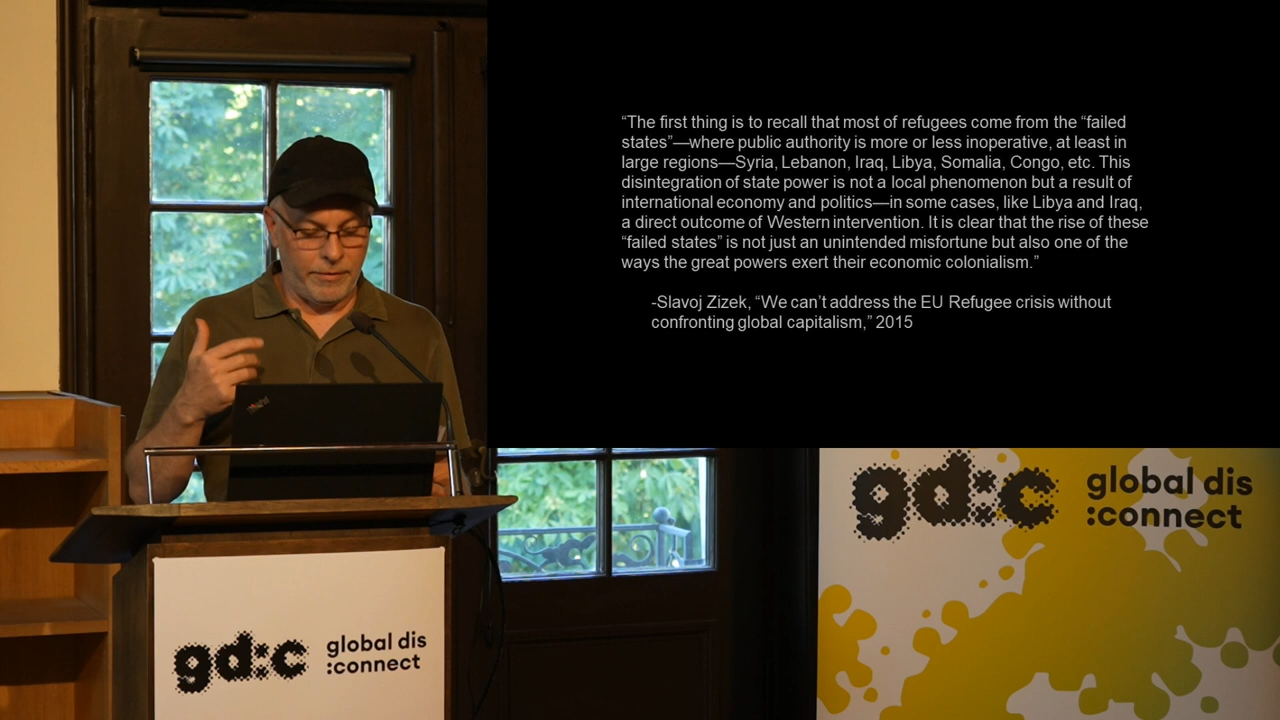 “The first thing is to recall that most of refugees come from the “failed
states”—where public authority is more or less inoperative, at least in
large regions—Syria, Lebanon, Iraq, Libya, Somalia, Congo, etc. This
disintegration of state power is not a local phenomenon but a result of
international economy and politics—in some cases, like Libya and Iraq,
a direct outcome of Western intervention. It is clear that the rise of these
“failed states” is not just an unintended misfortune but also one of the
ways the great powers exert their economic colonialism.”
-Slavoj Zizek, “We can’t address the EU Refugee crisis without
confronting global capitalism,” 2015
ThinkPad
gd:c
global dis
:connect
gd:c
global dis
:connect